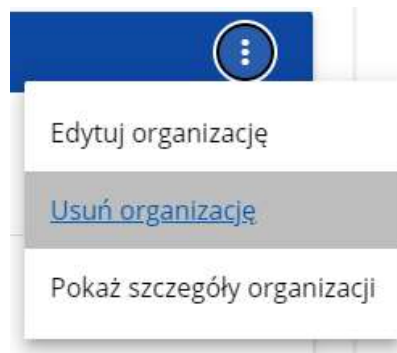 Edytuj organizację
Usuń organizację
Pokaż szczegóły organizacji